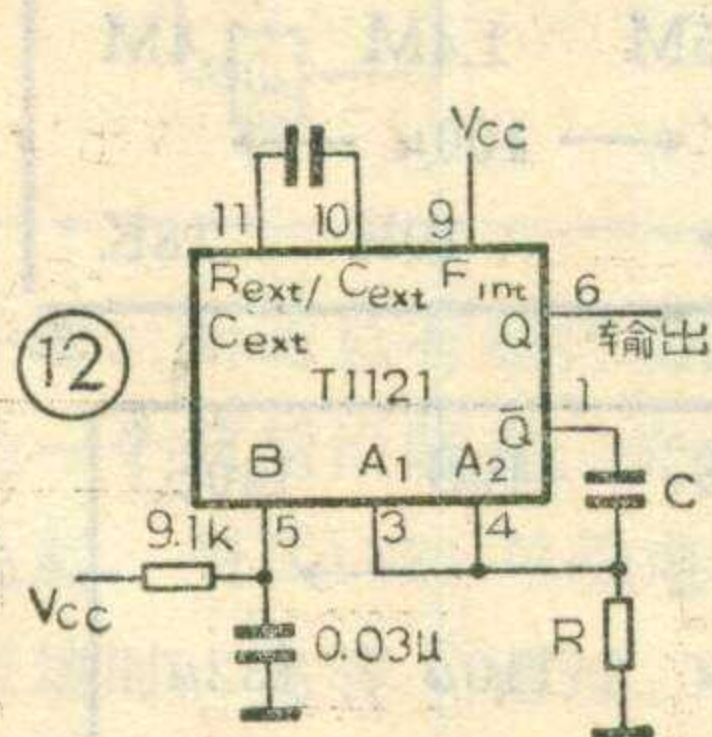 Vcc
11 10 9
Rext/ Cext Fint
Cext
6
Q
输出
12
T1121
1
Q̄
B A1 A2
C
5 3 4
9.1k
Vcc
0.03μ
R